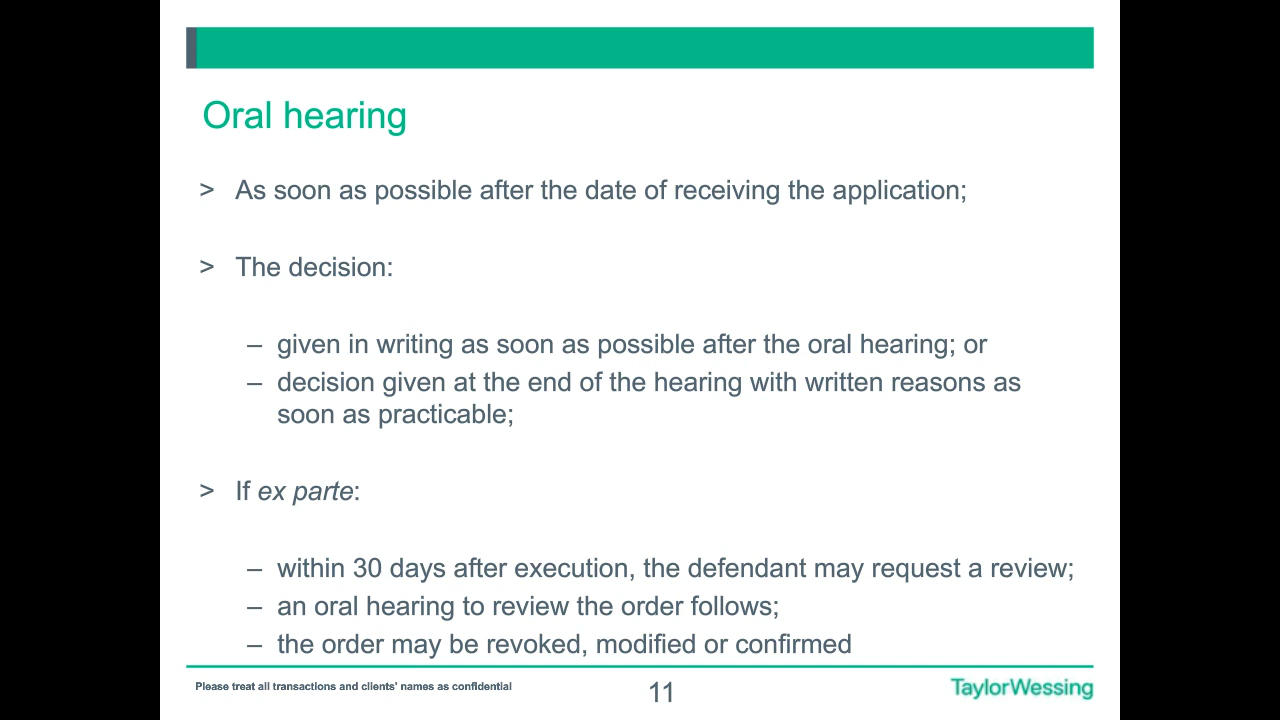 Oral hearing
> As soon as possible after the date of receiving the application;
> The decision:
– given in writing as soon as possible after the oral hearing; or
– decision given at the end of the hearing with written reasons as
soon as practicable;
> If ex parte:
– within 30 days after execution, the defendant may request a review;
– an oral hearing to review the order follows;
– the order may be revoked, modified or confirmed
Please treat all transactions and clients' names as confidential
11
TaylorWessing